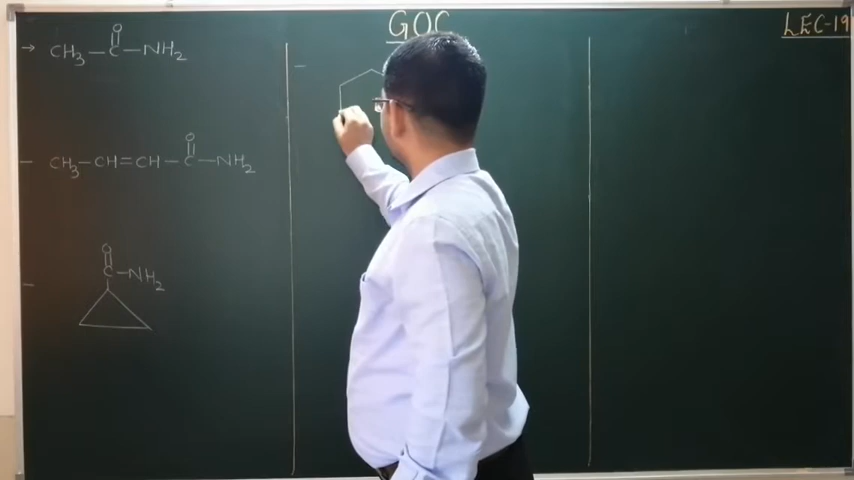 GOC
LEC-19
→ CH3-C-NH2
O
O
- CH3-CH=CH-C-NH2
O
- C-NH2
-